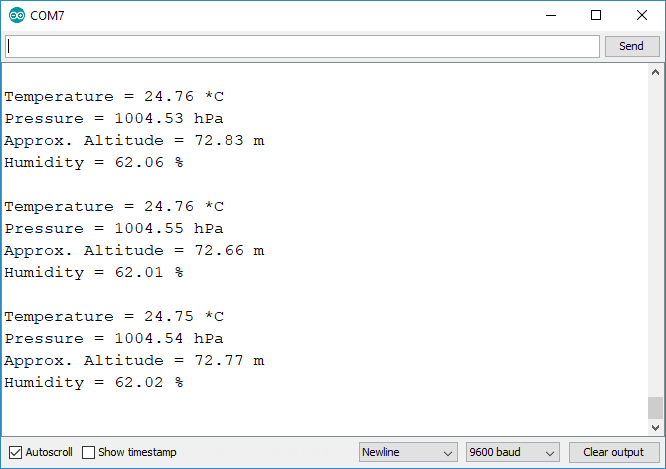 COM7
Send
Temperature = 24.76 *C
Pressure = 1004.53 hPa
Approx. Altitude = 72.83 m
Humidity = 62.06 %
Temperature = 24.76 *C
Pressure = 1004.55 hPa
Approx. Altitude = 72.66 m
Humidity = 62.01 %
Temperature = 24.75 *C
Pressure = 1004.54 hPa
Approx. Altitude = 72.77 m
Humidity = 62.02 %
Autoscroll Show timestamp Newline 9600 baud Clear output